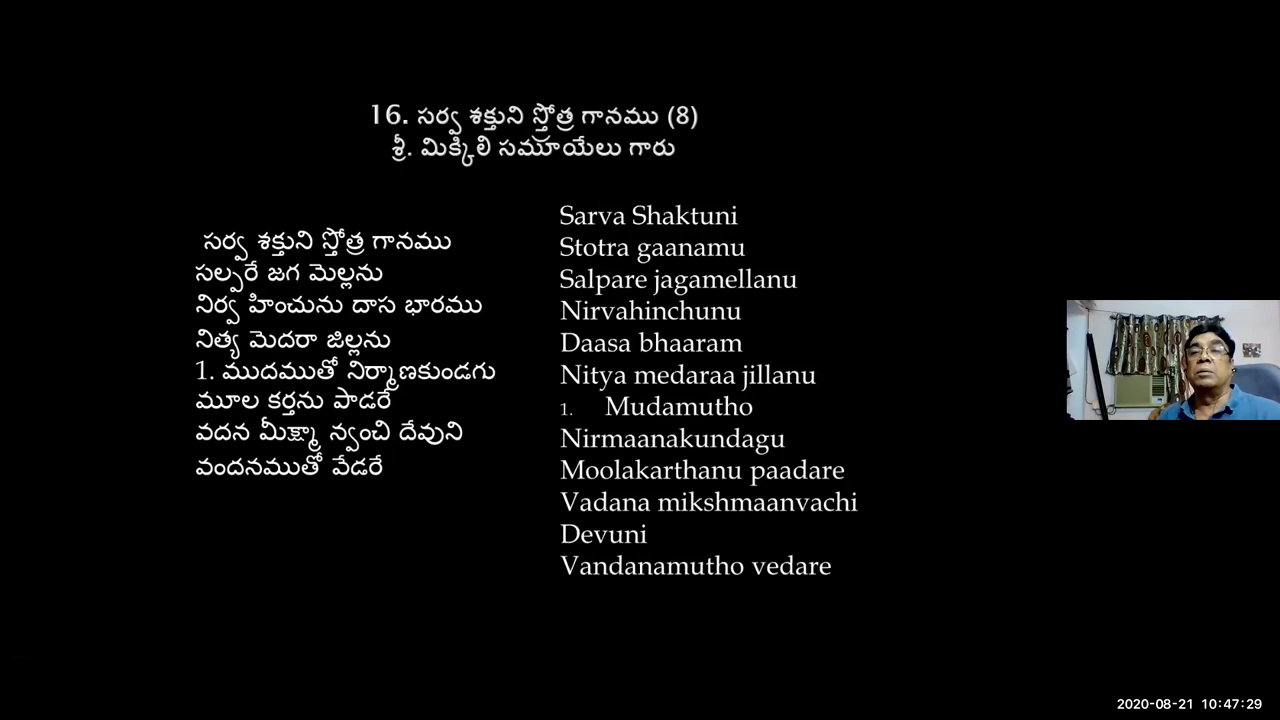 16. సర్వ శక్తుని స్తోత్ర గానము (8)
శ్రీ. మిక్కిలి సమూయేలు గారు
సర్వ శక్తుని స్తోత్ర గానము
సల్పరే జగ మెల్లను
నిర్వ హించును దాస భారము
నిత్య మెదరా జిల్లను
1. ముదముతో నిర్మాణకుండగు
మూల కర్తను పాడరే
వదన మీక్ష్మా న్వంచి దేవుని
వందనముతో వేడరే
Sarva Shaktuni
Stotra gaanamu
Salpare jagamellanu
Nirvahinchunu
Daasa bhaaram
Nitya medaraa jillanu
1. Mudamutho
Nirmaanakundagu
Moolakarthanu paadare
Vadana mikshmaanvachi
Devuni
Vandanamutho vedare
2020-08-21 10:47:29